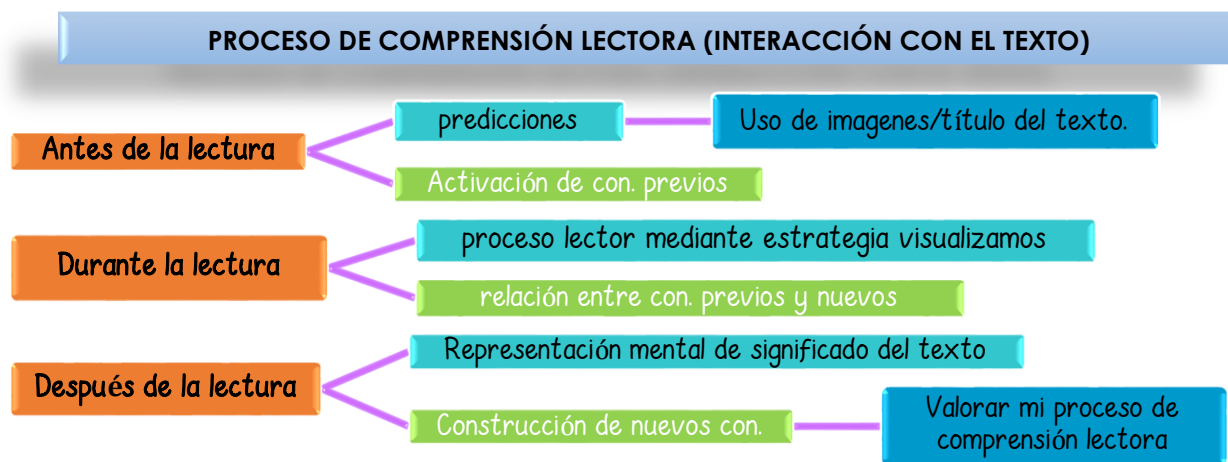 PROCESO DE COMPRENSIÓN LECTORA (INTERACCIÓN CON EL TEXTO)
Antes de la lectura
predicciones
Uso de imagenes/título del texto.
Activación de con. previos
Durante la lectura
proceso lector mediante estrategia visualizamos
relación entre con. previos y nuevos
Después de la lectura
Representación mental de significado del texto
Construcción de nuevos con.
Valorar mi proceso de
comprensión lectora